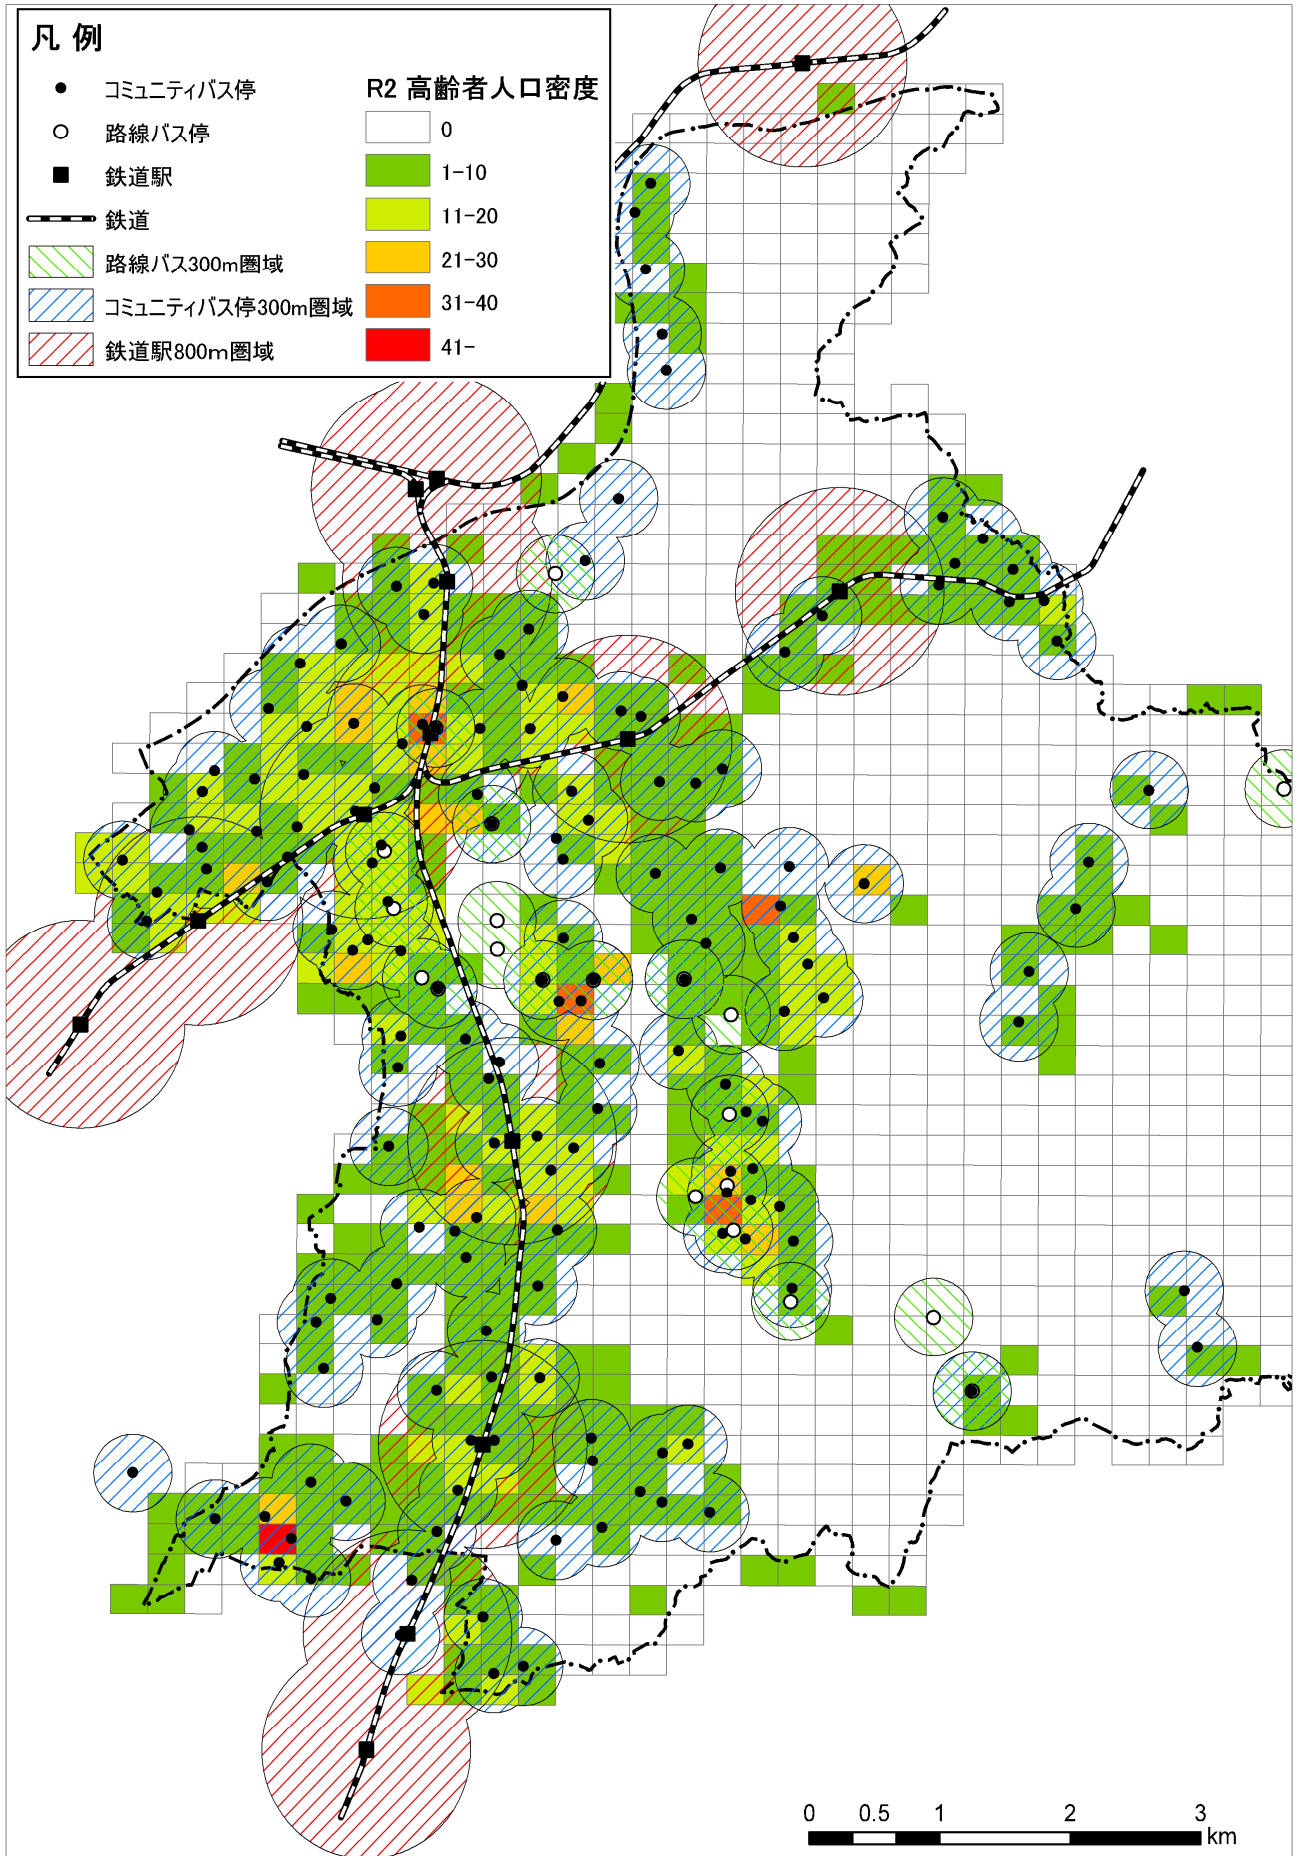 凡 例
コミュニティバス停
路線バス停
鉄道駅
鉄道
路線バス300m圏域
コミュニティバス停300m圏域
鉄道駅800m圏域
R2 高齢者人口密度
0
1-10
11-20
21-30
31-40
41-
0 0.5 1 2 3
km